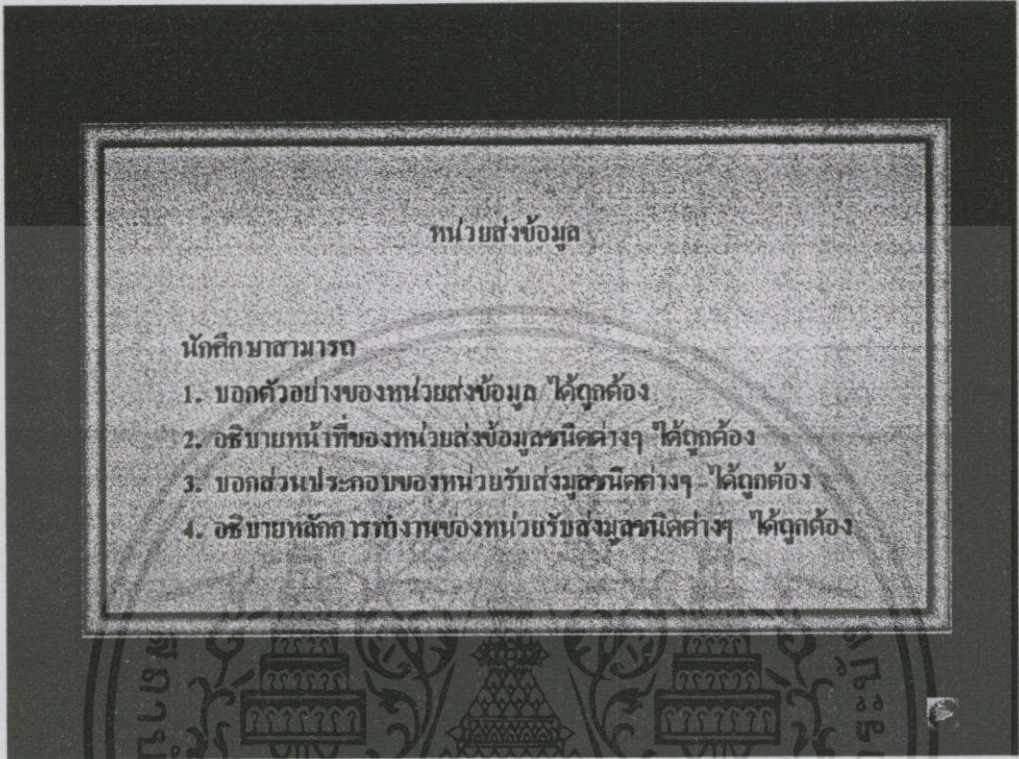 หน่วยส่งข้อมูล
นักศึกษาสามารถ
1. บอกตัวอย่างของหน่วยส่งข้อมูล ได้ถูกต้อง
2. อธิบายหน้าที่ของหน่วยส่งข้อมูลชนิดต่างๆ ได้ถูกต้อง
3. บอกส่วนประกอบของหน่วยรับส่งมูลชนิดต่างๆ ได้ถูกต้อง
4. อธิบายหลักการทำงานของหน่วยรับส่งมูลชนิดต่างๆ ได้ถูกต้อง